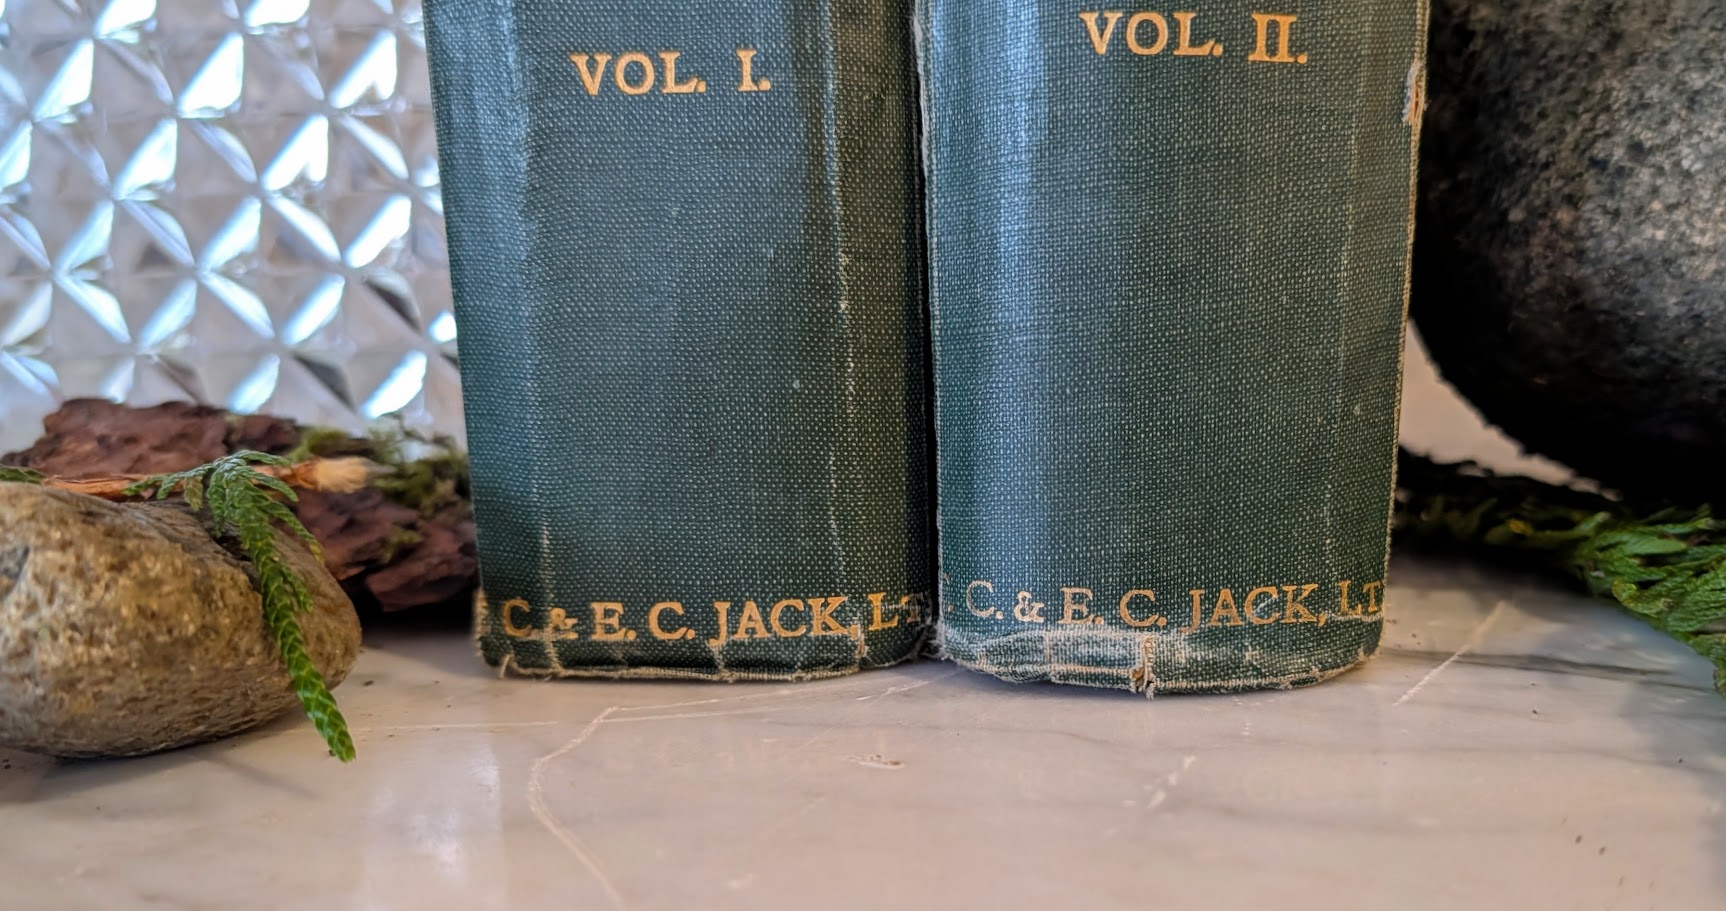 VOL. I.
C. & E. C. JACK, LT
VOL. II.
C. & E. C. JACK, LT